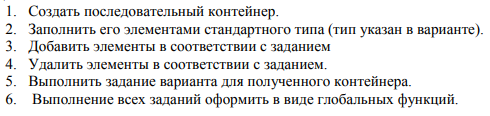 1. Создать последовательный контейнер.
2. Заполнить его элементами стандартного типа (тип указан в варианте).
3. Добавить элементы в соответствии с заданием
4. Удалить элементы в соответствии с заданием.
5. Выполнить задание варианта для полученного контейнера.
6. Выполнение всех заданий оформить в виде глобальных функций.